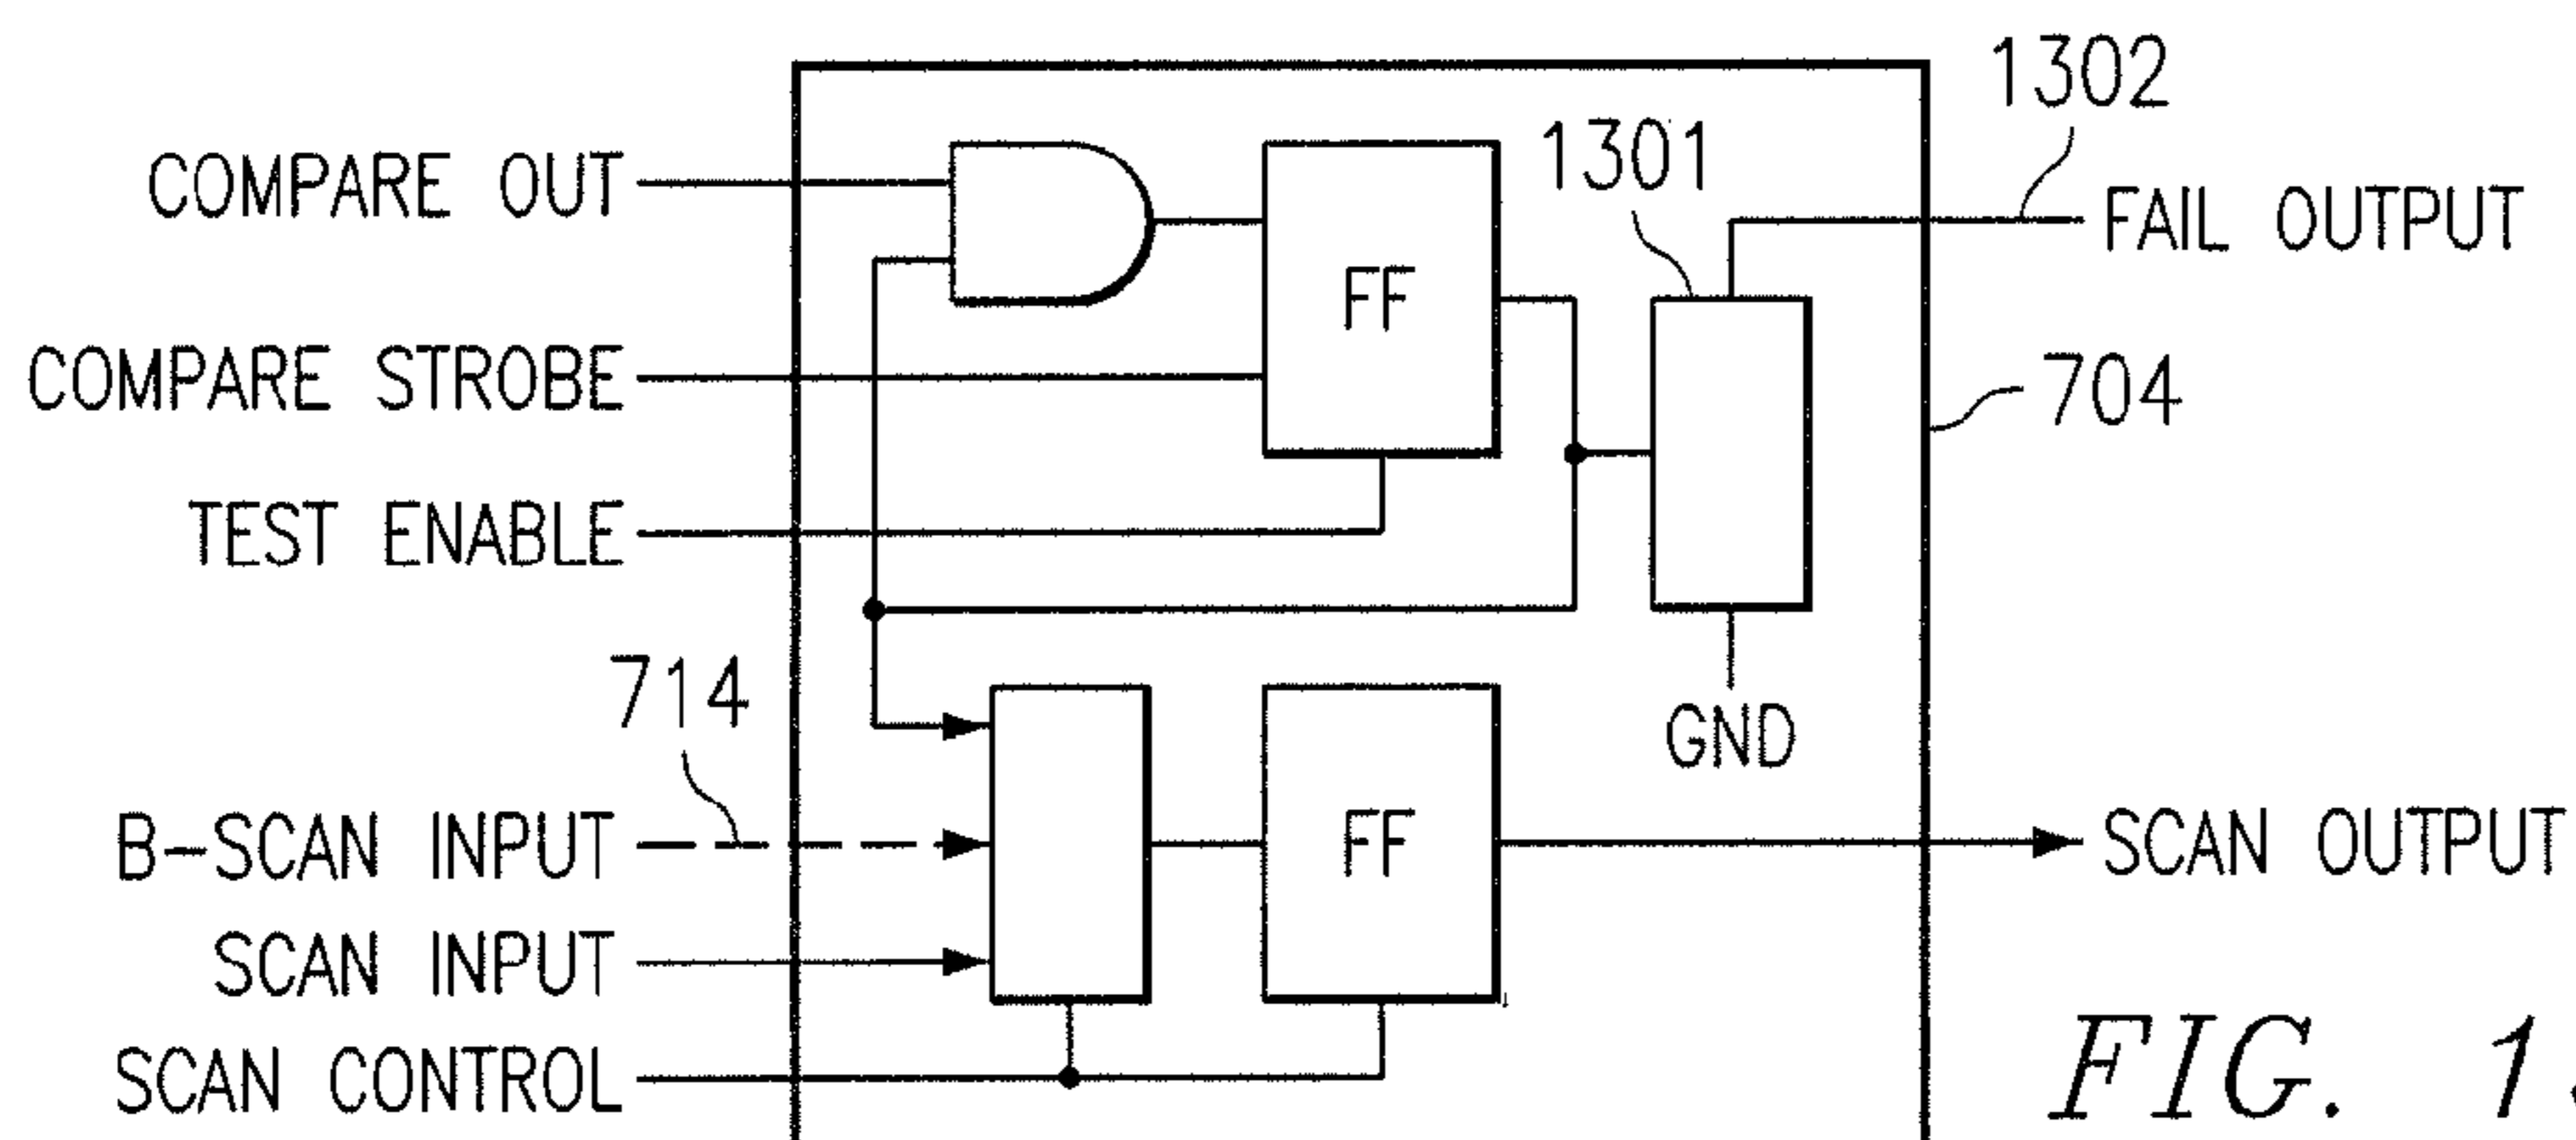 1302
1301
COMPARE OUT
FAIL OUTPUT
FF
COMPARE STROBE
704
TEST ENABLE
714
GND
B-SCAN INPUT
FF
SCAN OUTPUT
SCAN INPUT
SCAN CONTROL
FIG.